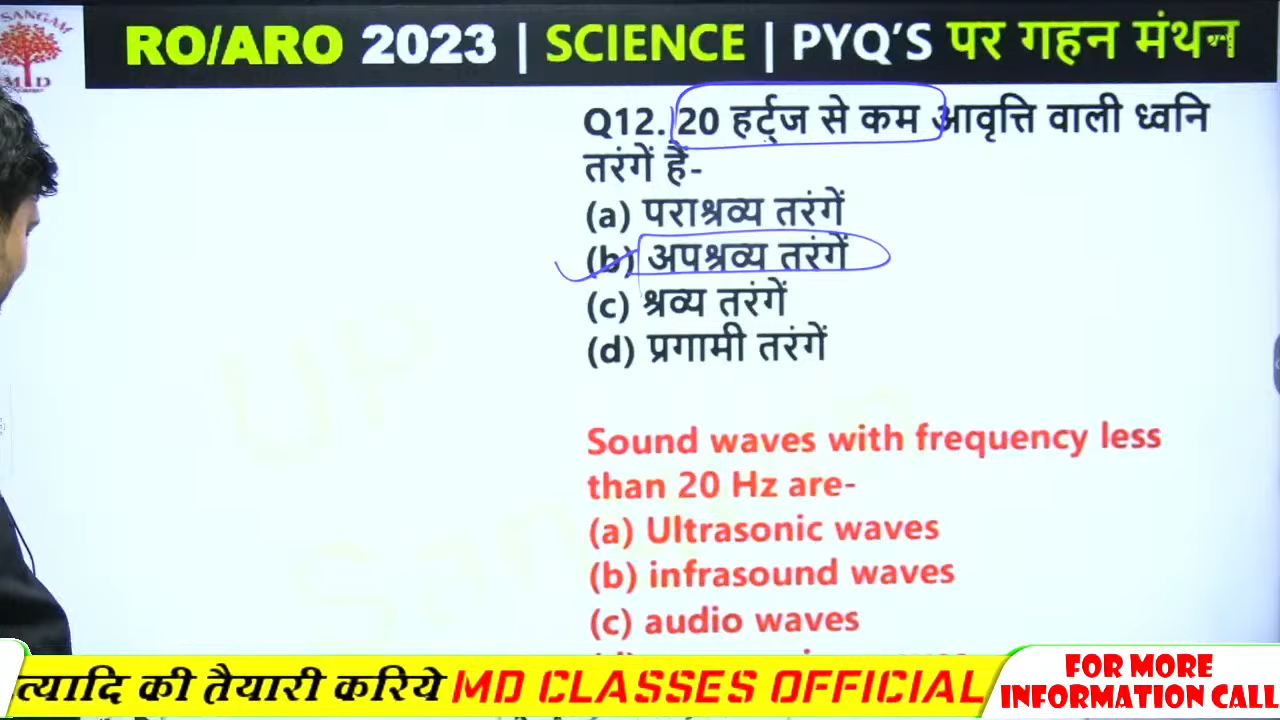 SANGAM
MD
RO/ARO 2023 | SCIENCE | PYQ'S पर गहन मंथन
Q12. 20 हर्ट्ज से कम आवृत्ति वाली ध्वनि
तरंगें हैं-
(a) पराश्रव्य तरंगें
(b) अपश्रव्य तरंगें
(c) श्रव्य तरंगें
(d) प्रगामी तरंगें
Sound waves with frequency less
than 20 Hz are-
(a) Ultrasonic waves
(b) infrasound waves
(c) audio waves
त्यादि की तैयारी करिये MD CLASSES OFFICIAL
FOR MORE
INFORMATION CALL